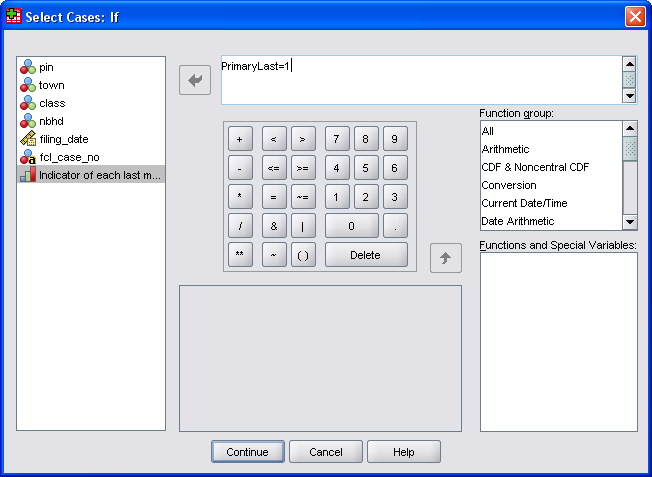 Select Cases: If
pin
town
class
nbhd
filing_date
a fcl_case_no
Indicator of each last m...
PrimaryLast=1
+ < > 7 8 9
- <= >= 4 5 6
* = ~= 1 2 3
/ & | 0 .
** ~ ( ) Delete
Function group:
All
Arithmetic
CDF & Noncentral CDF
Conversion
Current Date/Time
Date Arithmetic
Functions and Special Variables:
Continue Cancel Help